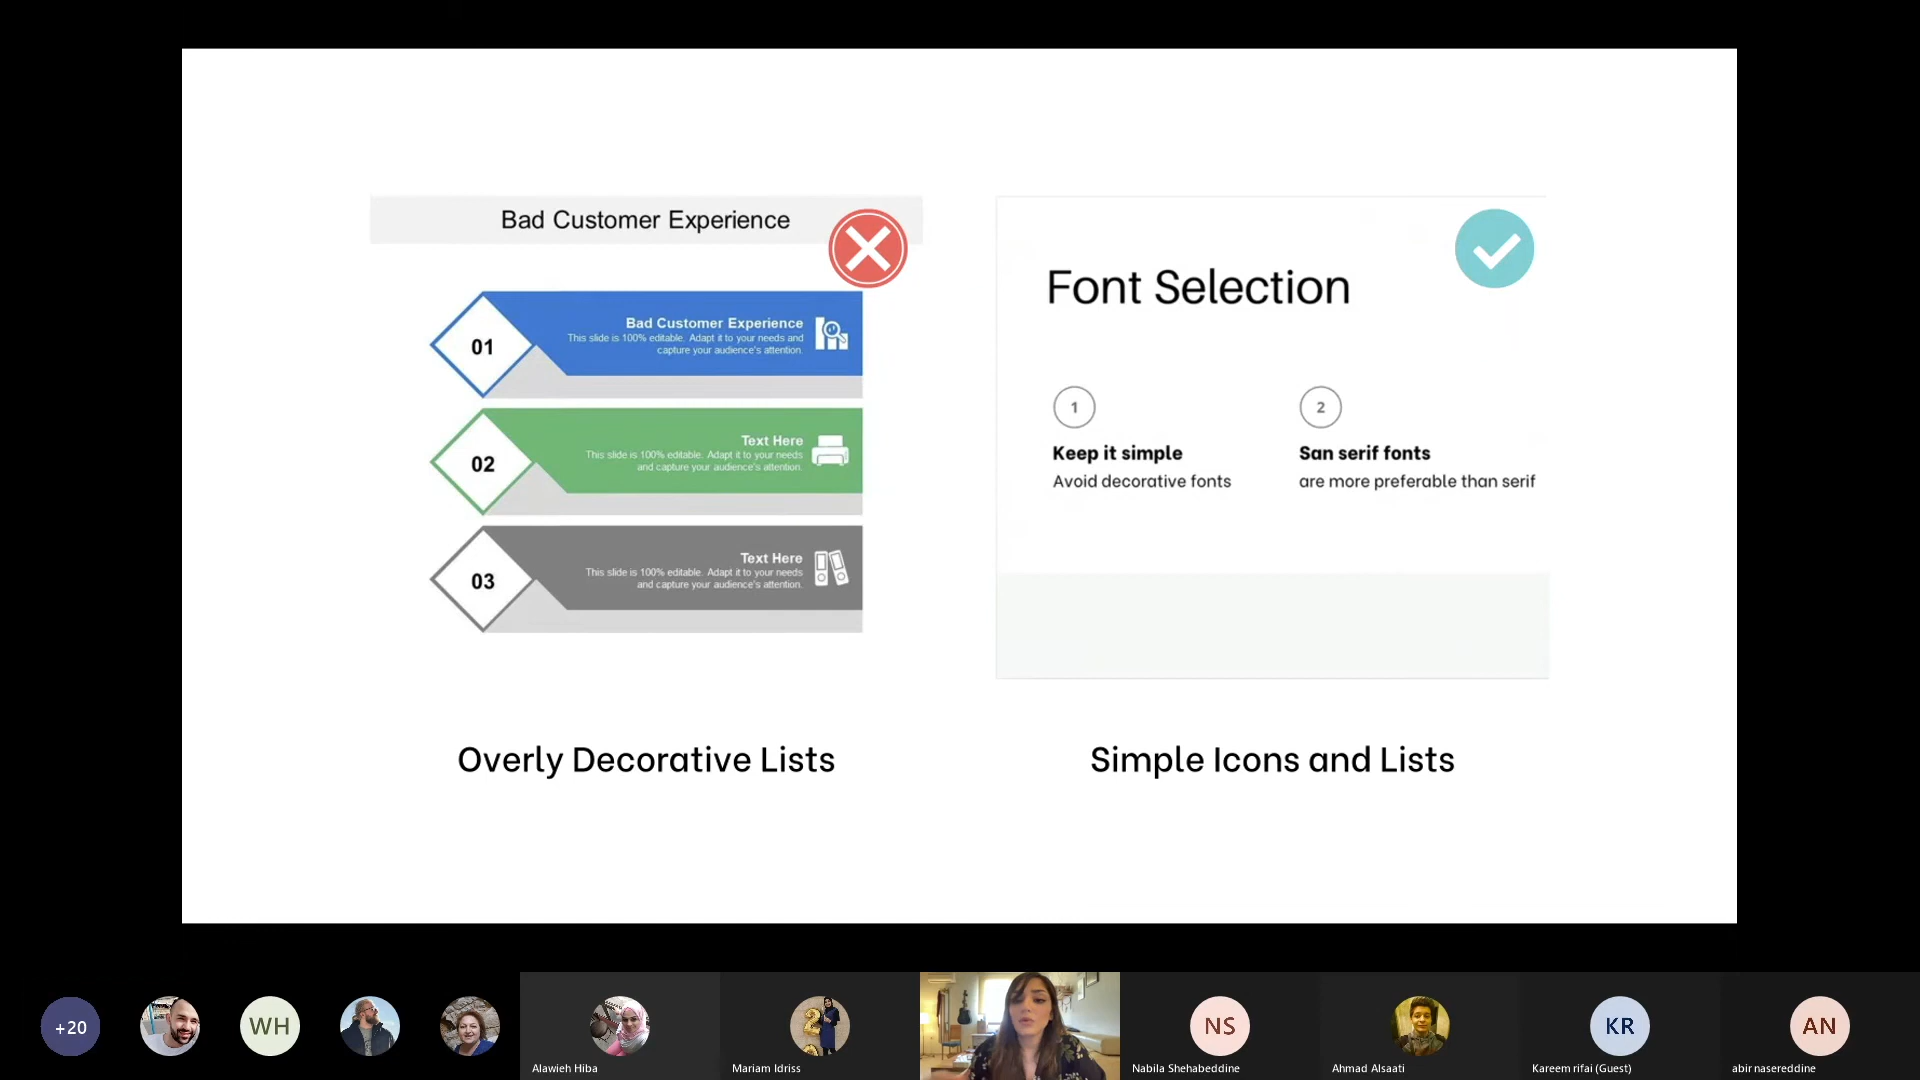 Bad Customer Experience
01
Bad Customer Experience
This slide is 100% editable. Adapt it to your needs and
capture your audience's attention.
02
Text Here
This slide is 100% editable. Adapt it to your needs
and capture your audience's attention.
03
Text Here
This slide is 100% editable. Adapt it to your needs
and capture your audience's attention.
Overly Decorative Lists
Font Selection
1
Keep it simple
Avoid decorative fonts
2
San serif fonts
are more preferable than serif
Simple Icons and Lists
+20
WH
Alawieh Hiba
2
Mariam Idriss
NS
Nabila Shehabeddine
Ahmad Alsaati
KR
Kareem rifai (Guest)
AN
abir nasereddine